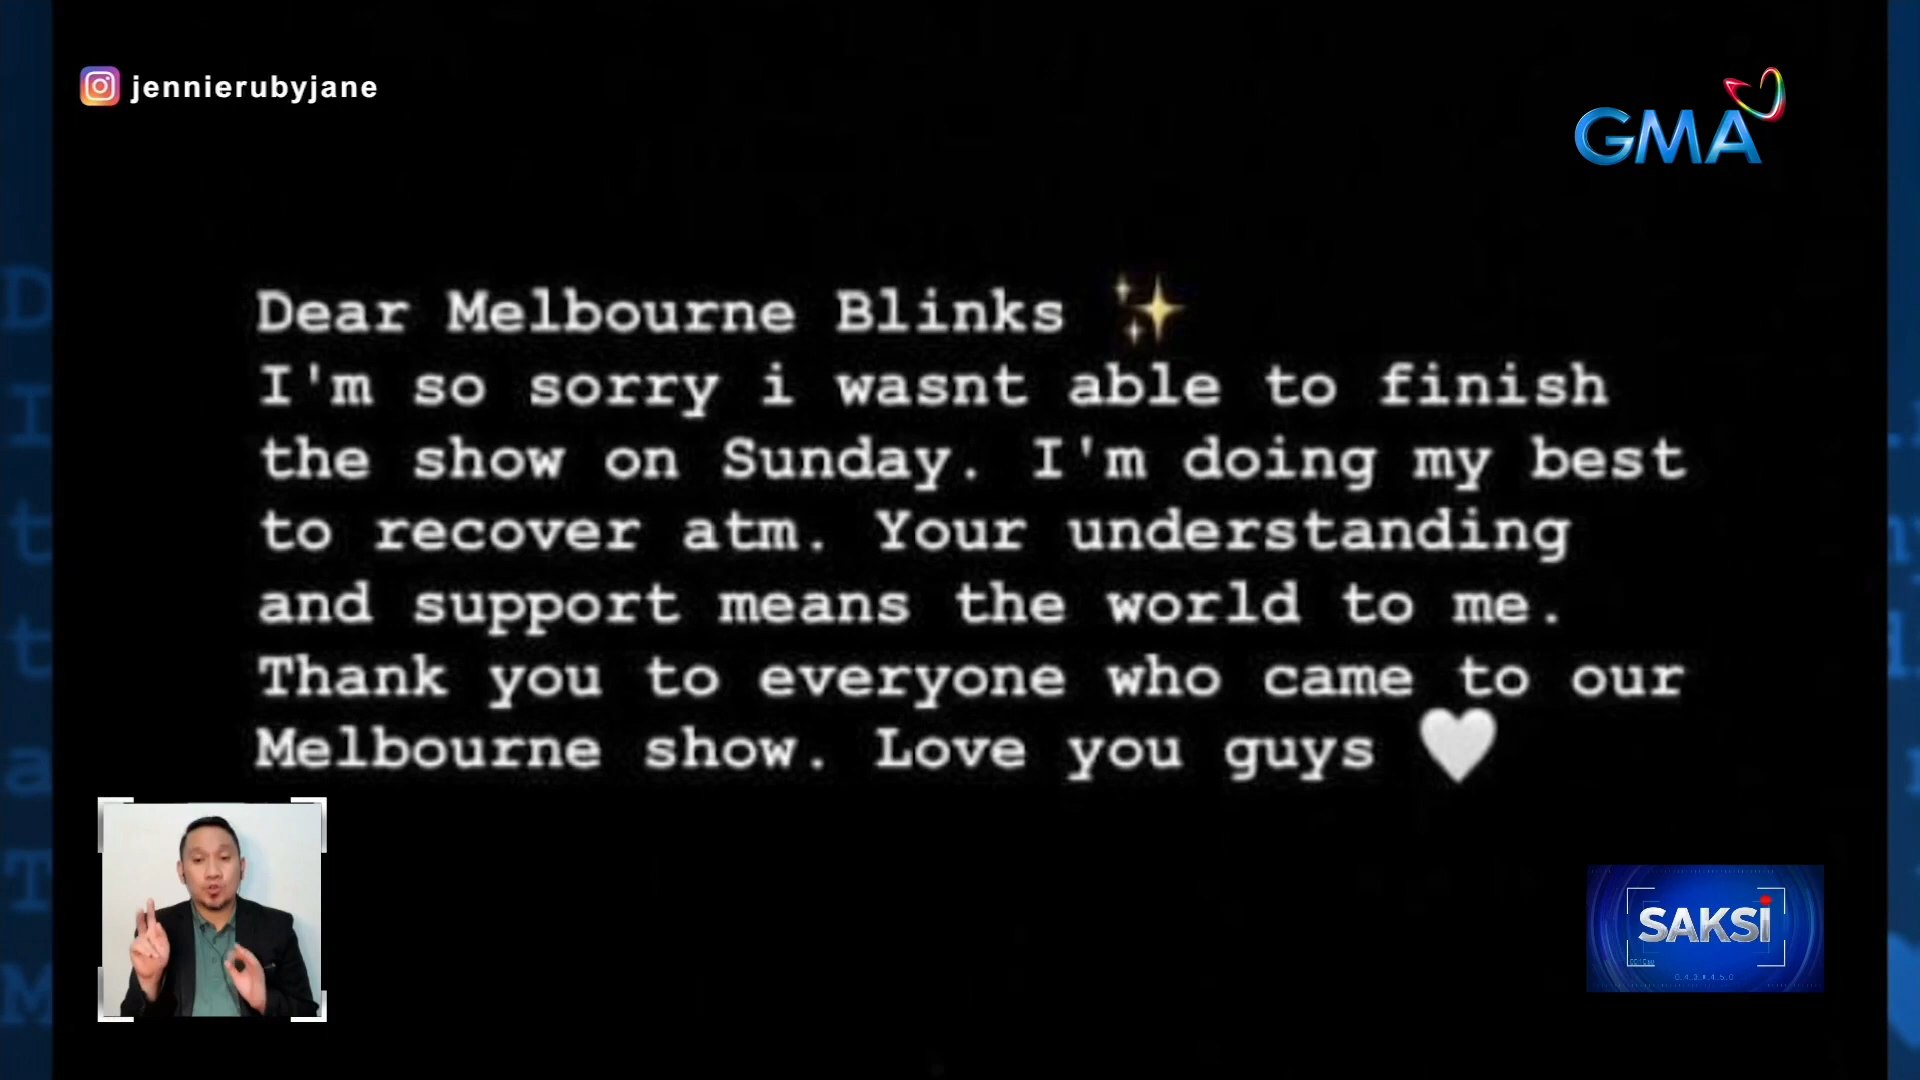 jennierubyjane
GMA
Dear Melbourne Blinks ✨
I'm so sorry i wasnt able to finish
the show on Sunday. I'm doing my best
to recover atm. Your understanding
and support means the world to me.
Thank you to everyone who came to our
Melbourne show. Love you guys 🤍
SAKSI